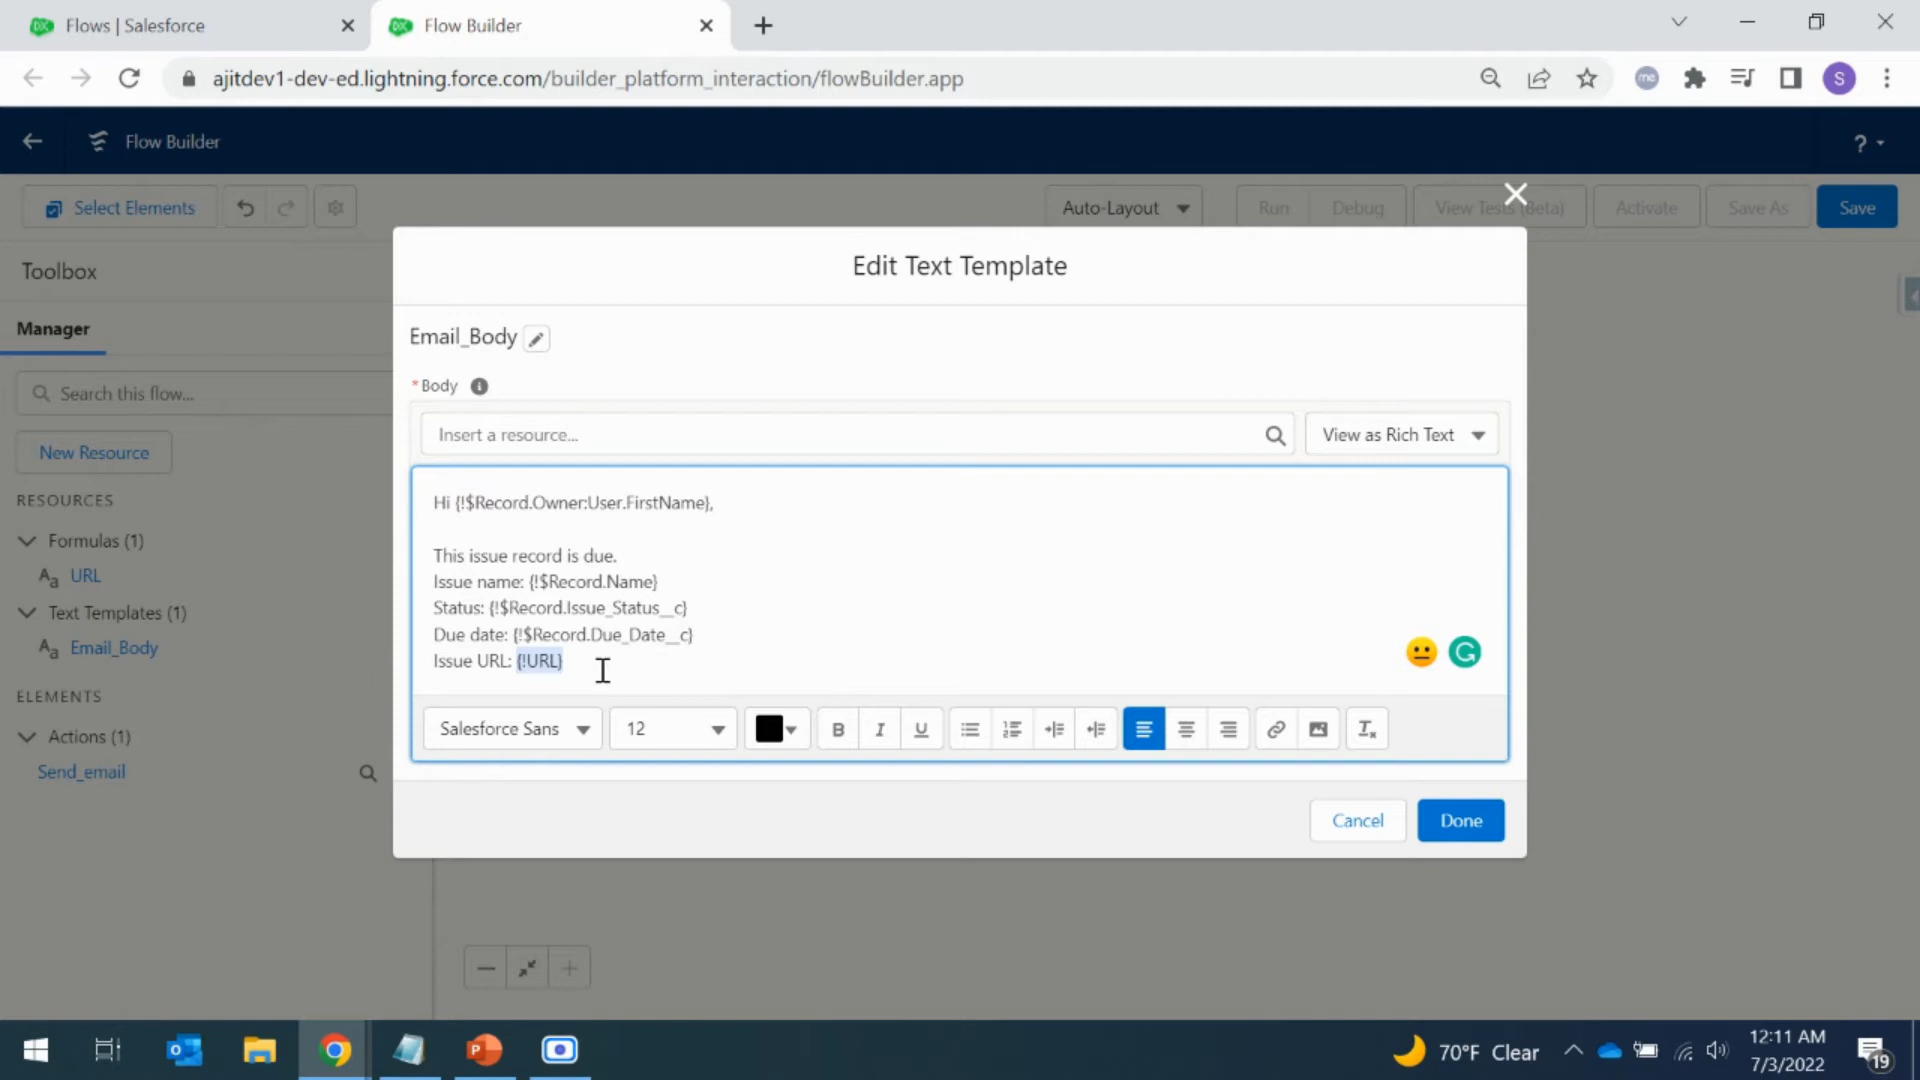 Flows | Salesforce
Flow Builder
ajitdev1-dev-ed.lightning.force.com/builder_platform_interaction/flowBuilder.app
me
S
Flow Builder
?
Select Elements
Auto-Layout
Run
Debug
View Tests (Beta)
Activate
Save As
Save
Toolbox
Manager
Search this flow...
New Resource
RESOURCES
Formulas (1)
Aa URL
Text Templates (1)
Aa Email_Body
ELEMENTS
Actions (1)
Send_email
Edit Text Template
Email_Body
*Body
Insert a resource...
View as Rich Text
Hi {!$Record.Owner:User.FirstName},
This issue record is due.
Issue name: {!$Record.Name}
Status: {!$Record.Issue_Status__c}
Due date: {!$Record.Due_Date__c}
Issue URL: {!URL}
Salesforce Sans
12
B
I
U
Cancel
Done
70°F Clear
12:11 AM
7/3/2022
19